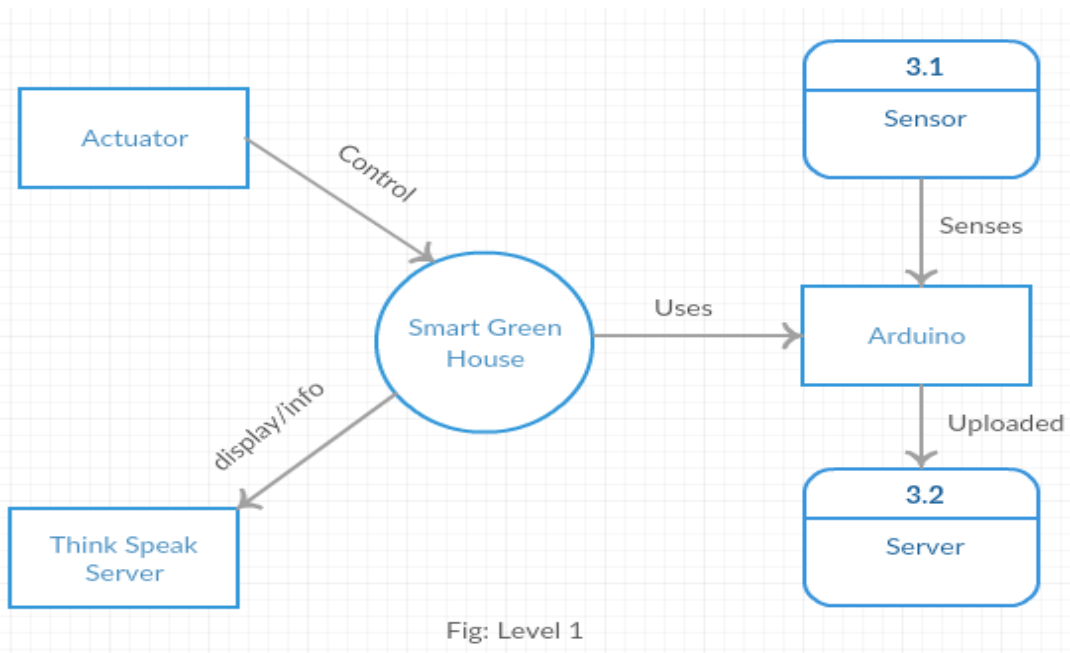 3.1
Sensor
Actuator
Control
Senses
Smart Green
House
Uses
Arduino
display/info
Uploaded
3.2
Server
Think Speak
Server
Fig: Level 1